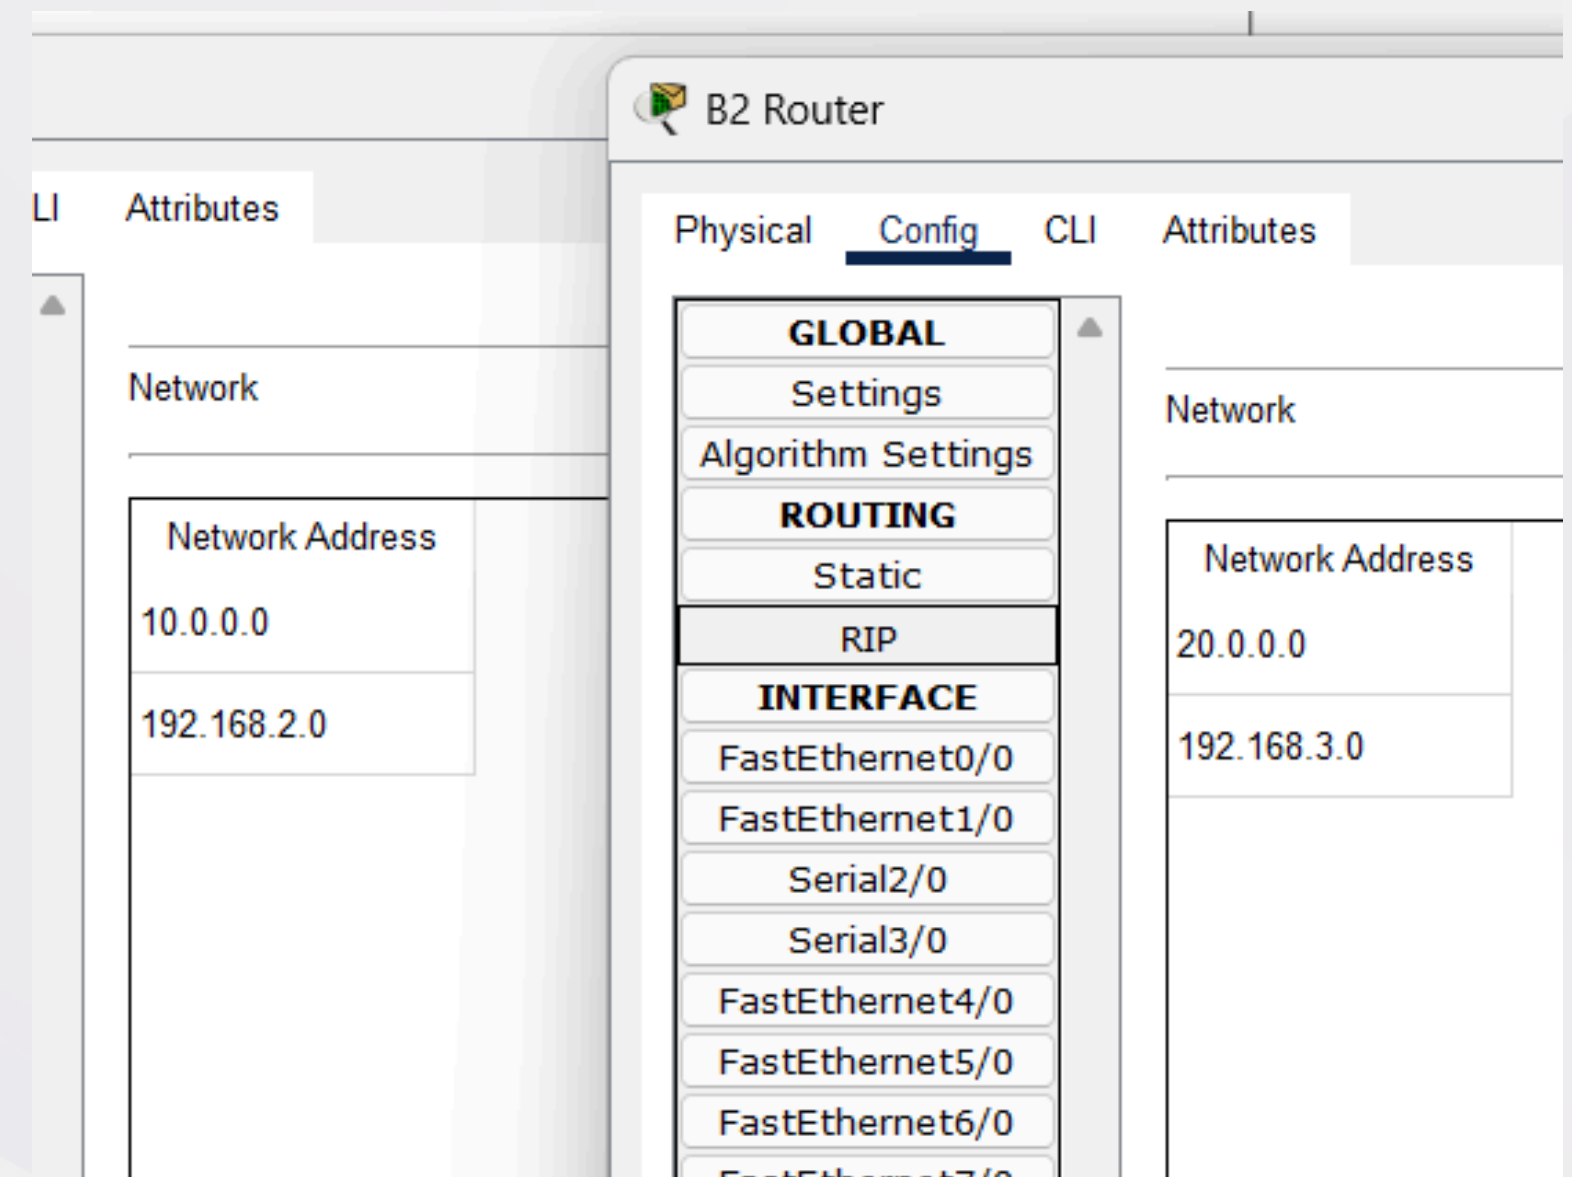 LI Attributes
Network
Network Address
10.0.0.0
192.168.2.0
B2 Router
Physical Config CLI Attributes
GLOBAL
Settings
Algorithm Settings
ROUTING
Static
RIP
INTERFACE
FastEthernet0/0
FastEthernet1/0
Serial2/0
Serial3/0
FastEthernet4/0
FastEthernet5/0
FastEthernet6/0
FastEthernet7/0
Network
Network Address
20.0.0.0
192.168.3.0